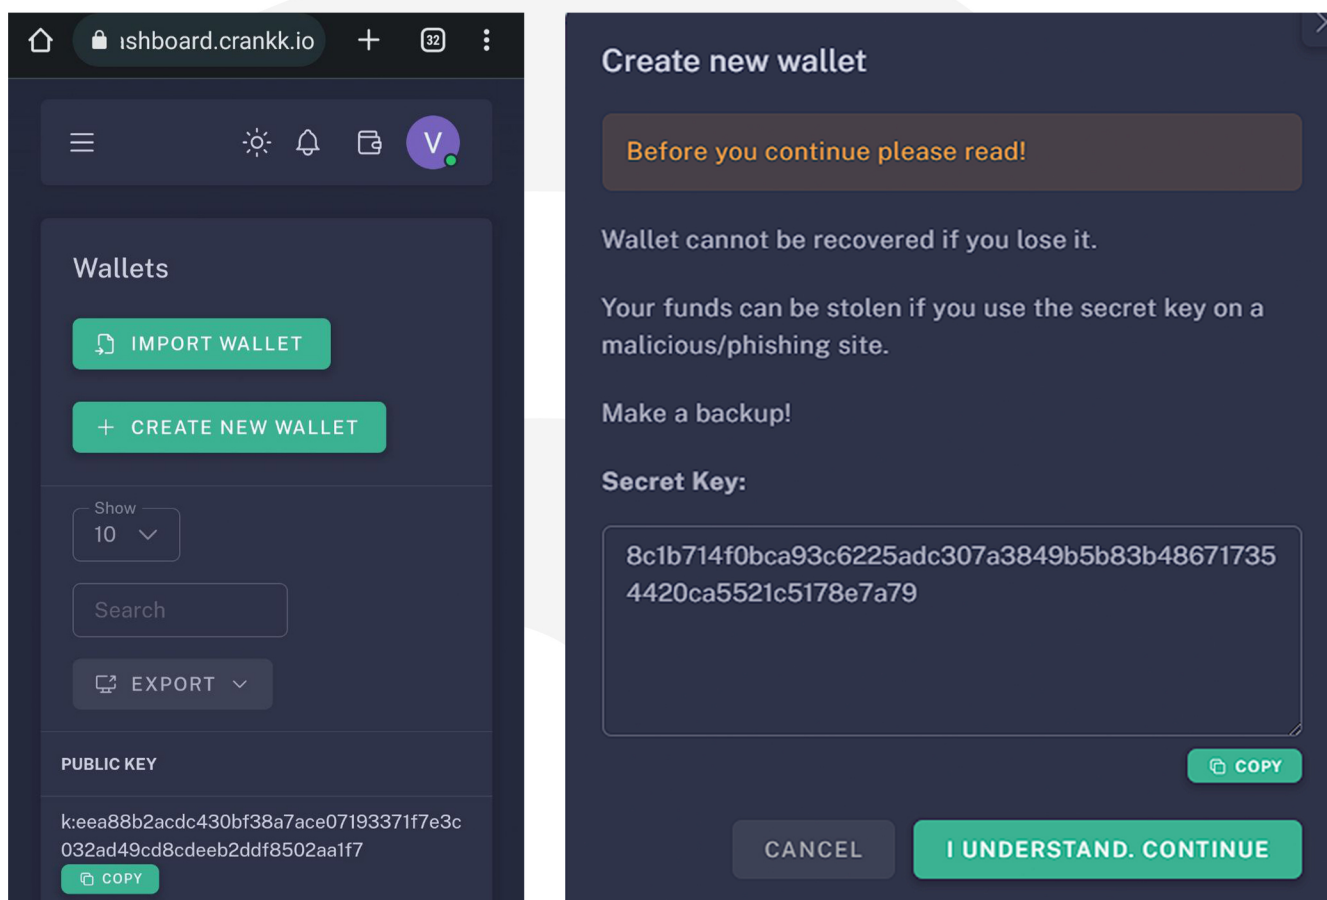 ashboard.crankk.io
32
V
Wallets
IMPORT WALLET
CREATE NEW WALLET
Show
10
Search
EXPORT
PUBLIC KEY
k:eea88b2acdc430bf38a7ace07193371f7e3c
032ad49cd8cdeeb2ddf8502aa1f7
COPY
Create new wallet
Before you continue please read!
Wallet cannot be recovered if you lose it.
Your funds can be stolen if you use the secret key on a
malicious/phishing site.
Make a backup!
Secret Key:
8c1b714f0bca93c6225adc307a3849b5b83b48671735
4420ca5521c5178e7a79
COPY
CANCEL
I UNDERSTAND. CONTINUE